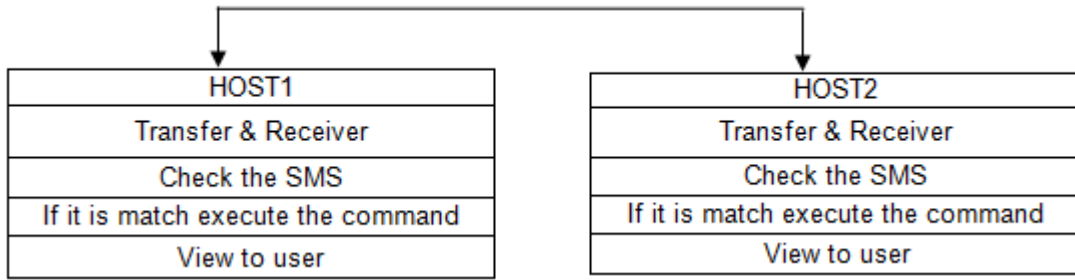 HOST1
Transfer & Receiver
Check the SMS
If it is match execute the command
View to user
HOST2
Transfer & Receiver
Check the SMS
If it is match execute the command
View to user